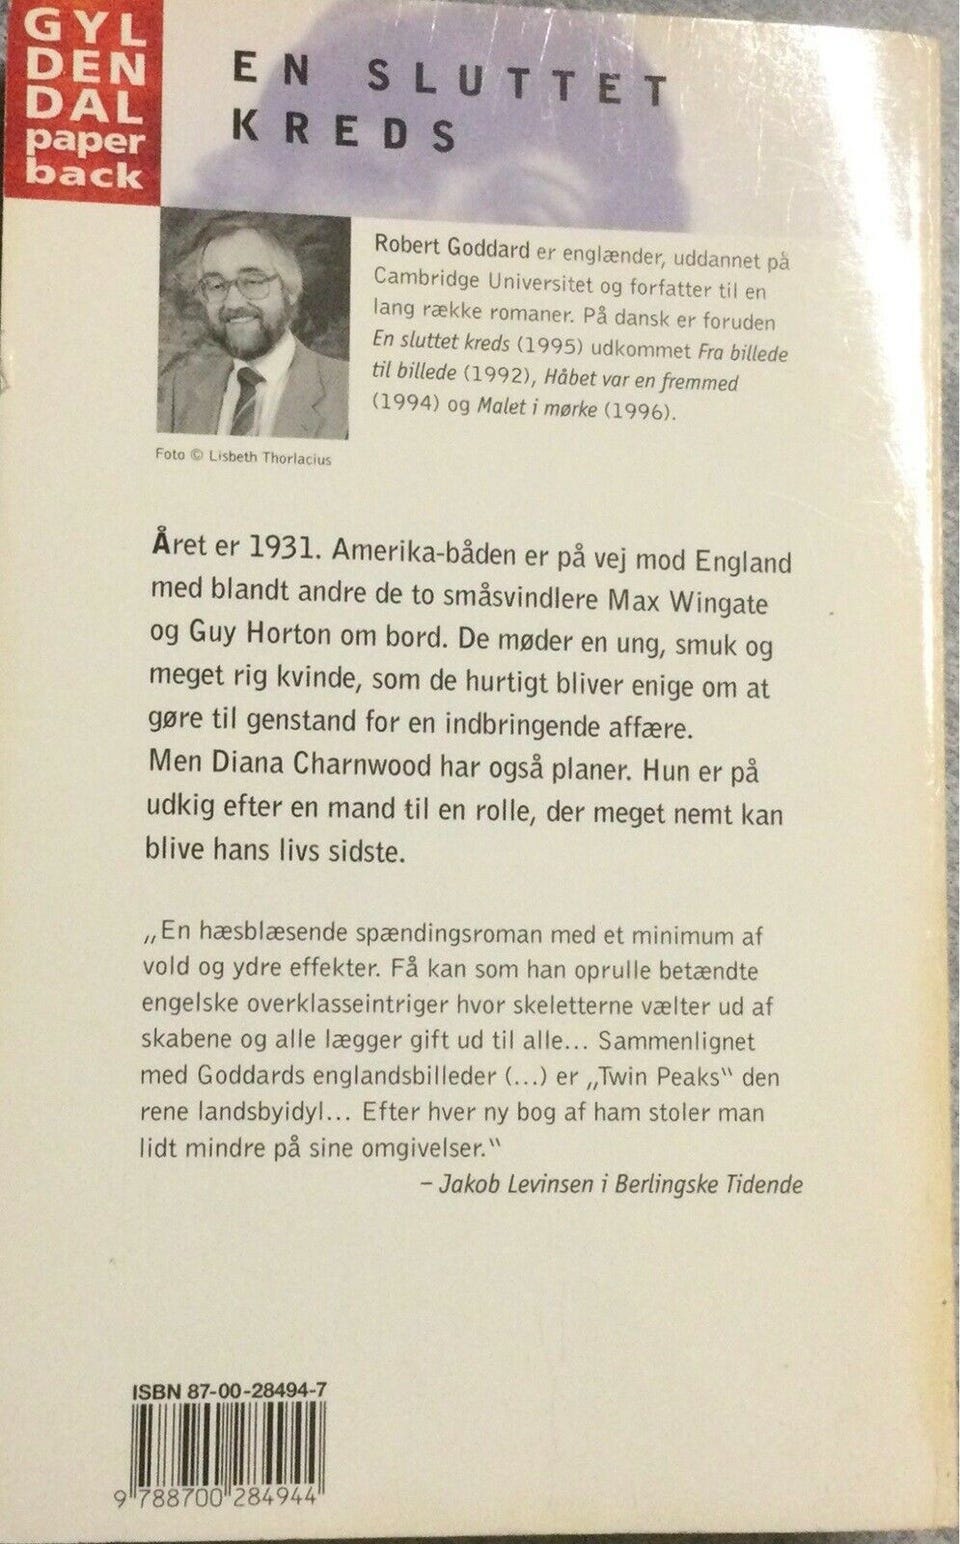 GYL
DEN
DAL
paper
back
EN SLUTTET
KREDS
Robert Goddard er englænder, uddannet på
Cambridge Universitet og forfatter til en
lang række romaner. På dansk er foruden
En sluttet kreds (1995) udkommet Fra billede
til billede (1992), Håbet var en fremmed
(1994) og Malet i mørke (1996).
Foto © Lisbeth Thorlacius
Året er 1931. Amerika-båden er på vej mod England
med blandt andre de to småsvindlere Max Wingate
og Guy Horton om bord. De møder en ung, smuk og
meget rig kvinde, som de hurtigt bliver enige om at
gøre til genstand for en indbringende affære.
Men Diana Charnwood har også planer. Hun er på
udkig efter en mand til en rolle, der meget nemt kan
blive hans livs sidste.
„En hæsblæsende spændingsroman med et minimum af
vold og ydre effekter. Få kan som han oprulle betændte
engelske overklasseintriger hvor skeletterne vælter ud af
skabene og alle lægger gift ud til alle... Sammenlignet
med Goddards englandsbilleder (...) er „Twin Peaks“ den
rene landsbyidyl... Efter hver ny bog af ham stoler man
lidt mindre på sine omgivelser.“
– Jakob Levinsen i Berlingske Tidende
ISBN 87-00-28494-7
9 788700 284944